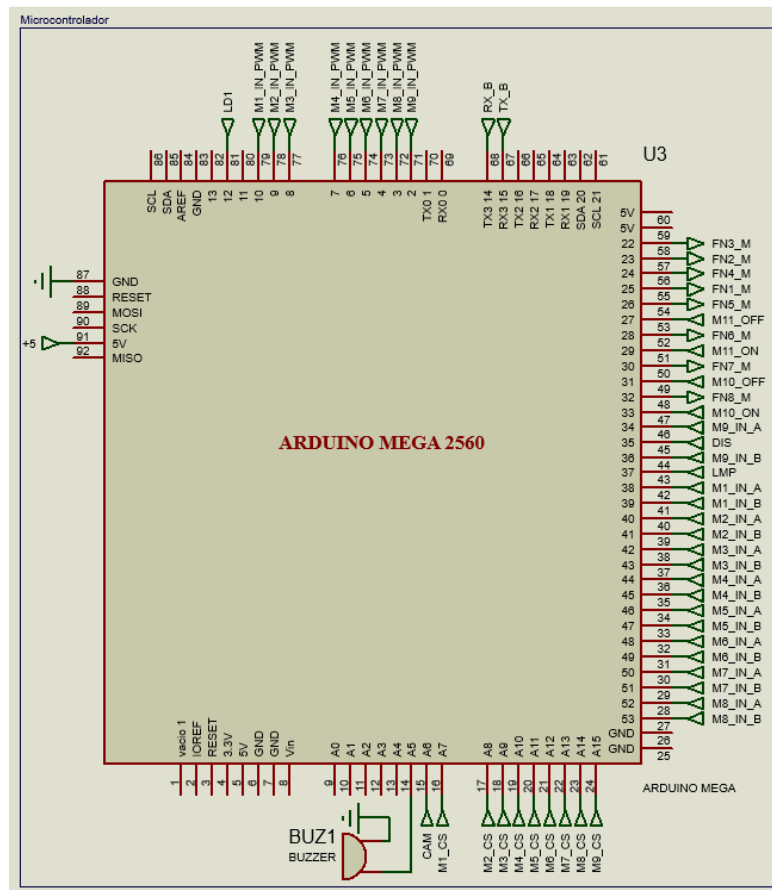 Microcontrolador
LD1
M1_IN_PWM
M2_IN_PWM
M3_IN_PWM
M4_IN_PWM
M5_IN_PWM
M6_IN_PWM
M7_IN_PWM
M8_IN_PWM
M9_IN_PWM
RX_B
TX_B
86 85 84 83 82 81 80 79 78 77 76 75 74 73 72 71 70 69 68 67 66 65 64 63 62 61
U3
SCL
SDA
AREF
GND
13
12
11
10
9
8
7
6
5
4
3
2
TX0 1
RX0 0
TX3 14
RX3 15
TX2 16
RX2 17
TX1 18
RX1 19
SDA 20
SCL 21
87 GND
88 RESET
89 MOSI
90 SCK
+5 91 5V
92 MISO
ARDUINO MEGA 2560
5V 60
5V 59
22 58 FN3_M
23 57 FN2_M
24 56 FN4_M
25 55 FN1_M
26 54 FN5_M
27 53 M11_OFF
28 52 FN6_M
29 51 M11_ON
30 50 FN7_M
31 49 M10_OFF
32 48 FN8_M
33 47 M10_ON
34 46 M9_IN_A
35 45 DIS
36 44 M9_IN_B
37 43 LMP
38 42 M1_IN_A
39 41 M1_IN_B
40 40 M2_IN_A
41 39 M2_IN_B
42 38 M3_IN_A
43 37 M3_IN_B
44 36 M4_IN_A
45 35 M4_IN_B
46 34 M5_IN_A
47 33 M5_IN_B
48 32 M6_IN_A
49 31 M6_IN_B
50 30 M7_IN_A
51 29 M7_IN_B
52 28 M8_IN_A
53 27 M8_IN_B
GND 26
GND 25
vacio 1
IOREF
RESET
3.3V
5V
GND
GND
Vin
A0
A1
A2
A3
A4
A5
A6
A7
A8
A9
A10
A11
A12
A13
A14
A15
1 2 3 4 5 6 7 8 9 10 11 12 13 14 15 16 17 18 19 20 21 22 23 24
ARDUINO MEGA
BUZ1
BUZZER
CAM
M1_CS
M2_CS
M3_CS
M4_CS
M5_CS
M6_CS
M7_CS
M8_CS
M9_CS